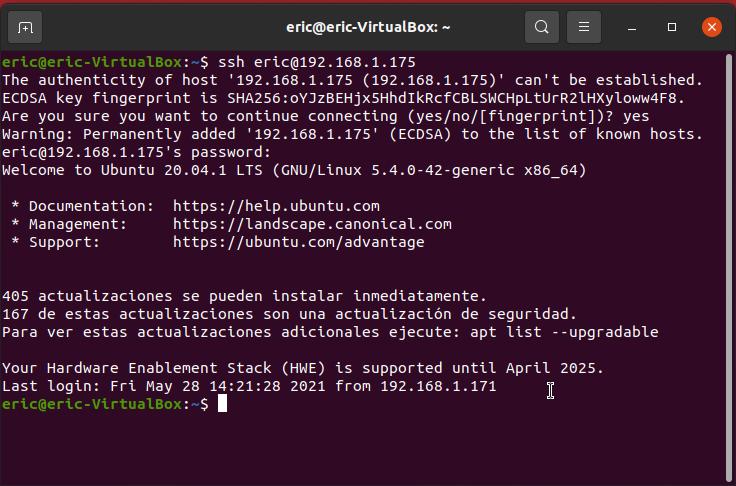 eric@eric-VirtualBox: ~
eric@eric-VirtualBox:~$ ssh eric@192.168.1.175
The authenticity of host '192.168.1.175 (192.168.1.175)' can't be established.
ECDSA key fingerprint is SHA256:oYJzBEHjx5HhdIkRcfCBLSWCHpLtUrR2lHXyloww4F8.
Are you sure you want to continue connecting (yes/no/[fingerprint])? yes
Warning: Permanently added '192.168.1.175' (ECDSA) to the list of known hosts.
eric@192.168.1.175's password:
Welcome to Ubuntu 20.04.1 LTS (GNU/Linux 5.4.0-42-generic x86_64)
* Documentation:  https://help.ubuntu.com
* Management:     https://landscape.canonical.com
* Support:        https://ubuntu.com/advantage
405 actualizaciones se pueden instalar inmediatamente.
167 de estas actualizaciones son una actualización de seguridad.
Para ver estas actualizaciones adicionales ejecute: apt list --upgradable
Your Hardware Enablement Stack (HWE) is supported until April 2025.
Last login: Fri May 28 14:21:28 2021 from 192.168.1.171
eric@eric-VirtualBox:~$